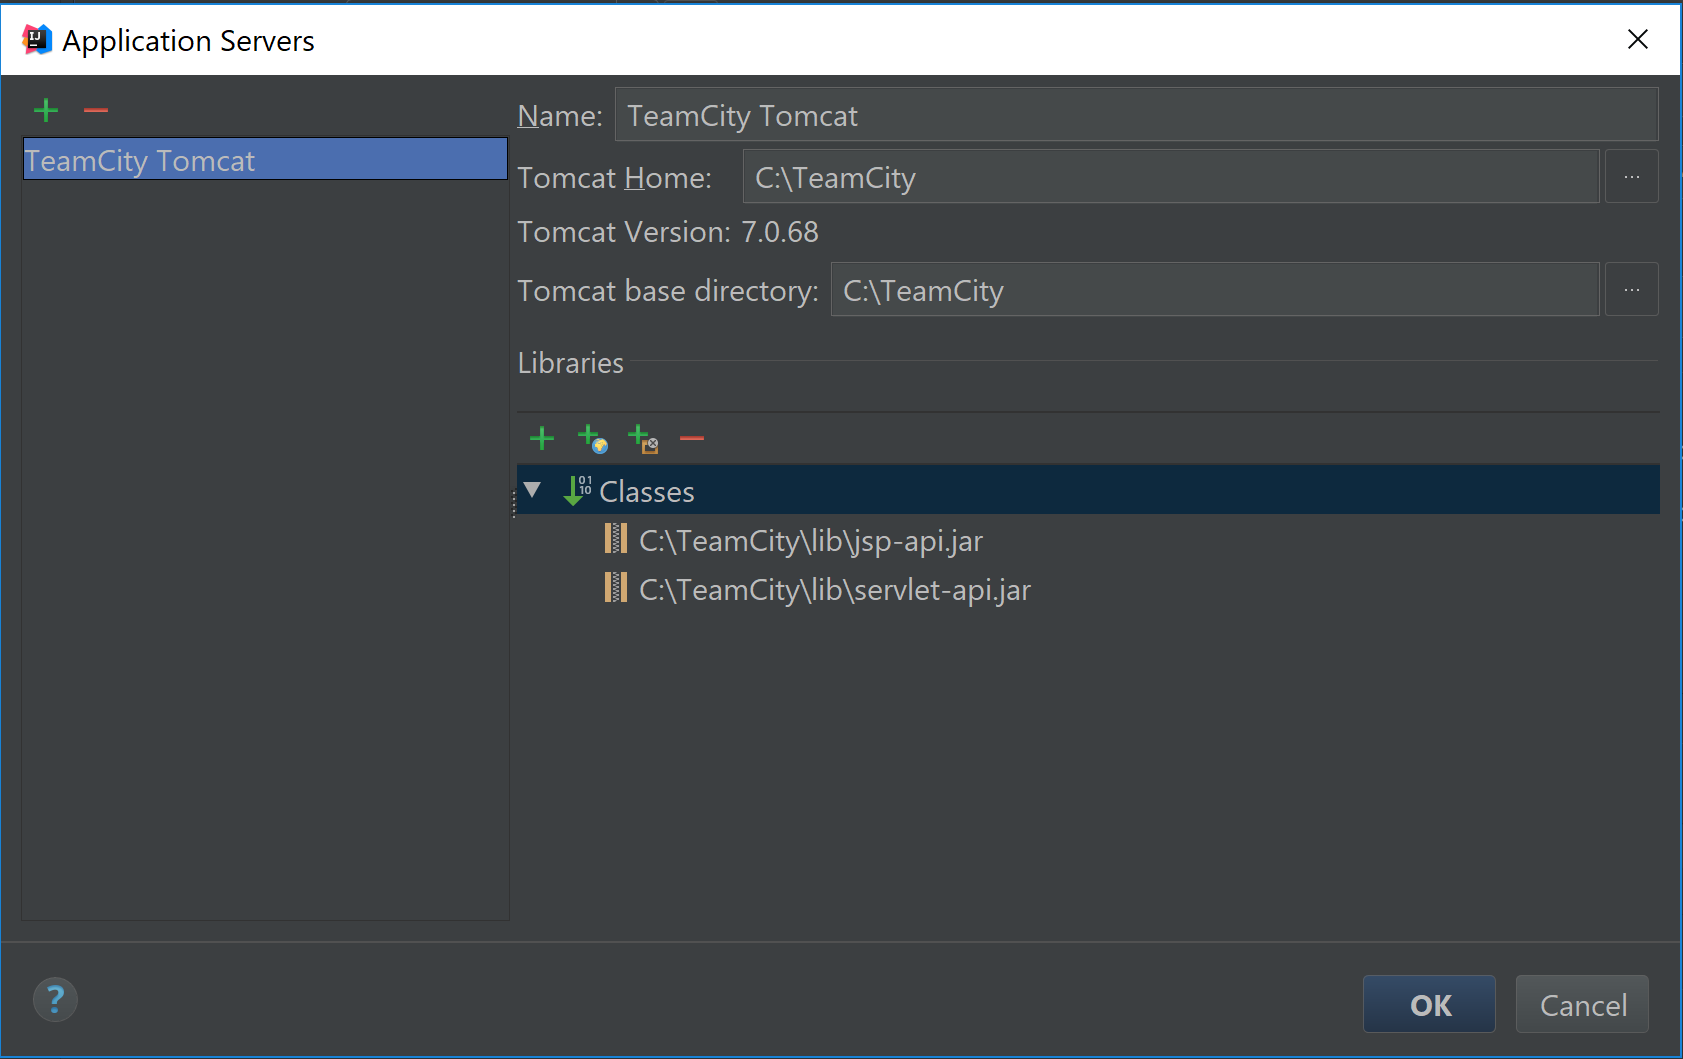 Application Servers
TeamCity Tomcat
Name: TeamCity Tomcat
Tomcat Home: C:\TeamCity ...
Tomcat Version: 7.0.68
Tomcat base directory: C:\TeamCity ...
Libraries
Classes
C:\TeamCity\lib\jsp-api.jar
C:\TeamCity\lib\servlet-api.jar
? OK Cancel